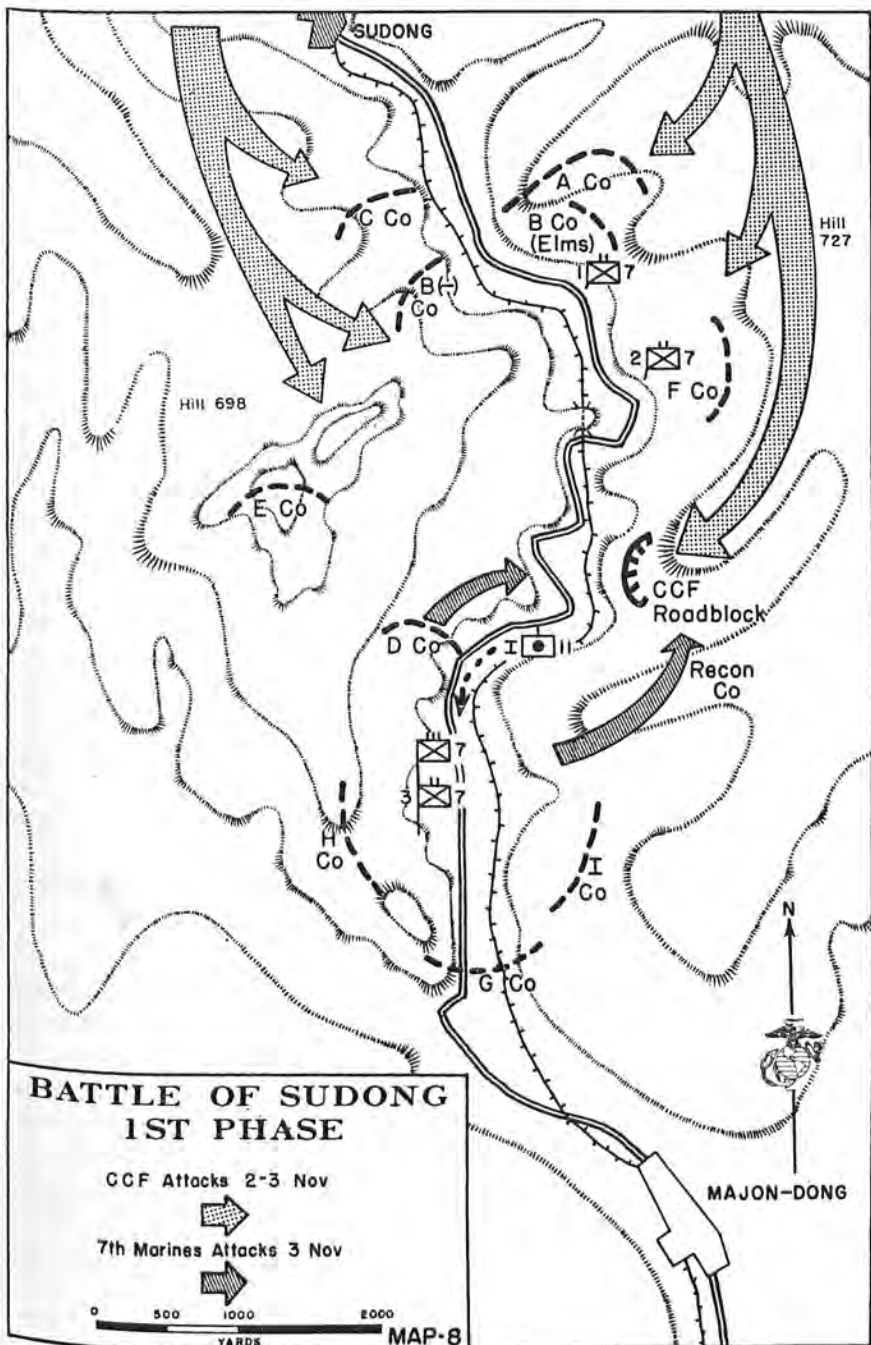 SUDONG
A Co
C Co
B Co
(Elms)
Hill
727
1 7
B(-)
Co
2 7
F Co
Hill 698
E Co
CCF
Roadblock
D Co
I 11
Recon
Co
7
3 7
H
Co
I
Co
N
G Co
BATTLE OF SUDONG
1ST PHASE
CCF Attacks 2-3 Nov
7th Marines Attacks 3 Nov
0 500 1000 2000
YARDS
MAP-8
MAJON-DONG